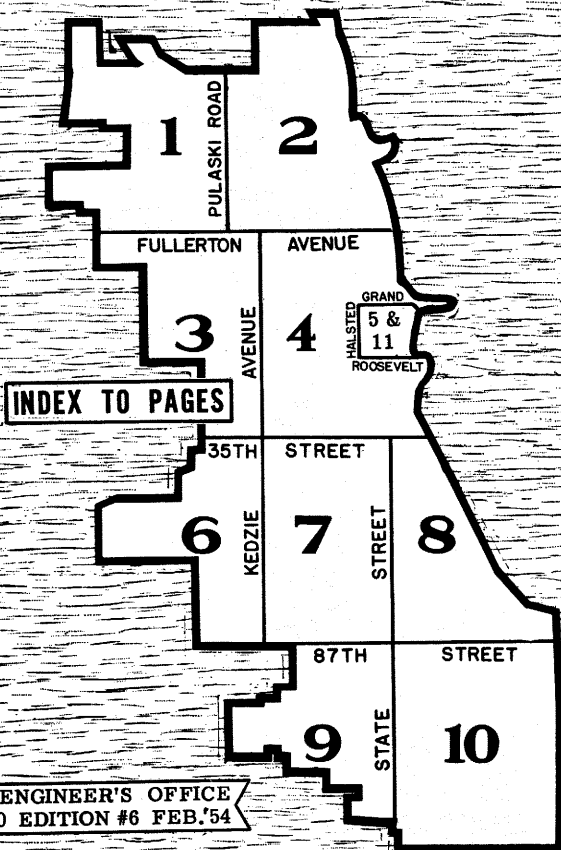 1
PULASKI ROAD
2
FULLERTON AVENUE
3
KEDZIE AVENUE
4
GRAND
HALSTED
5 &
11
ROOSEVELT
INDEX TO PAGES
35TH STREET
6
7
8
87TH STREET
9
STATE STREET
10
ENGINEER'S OFFICE
EDITION #6 FEB.'54